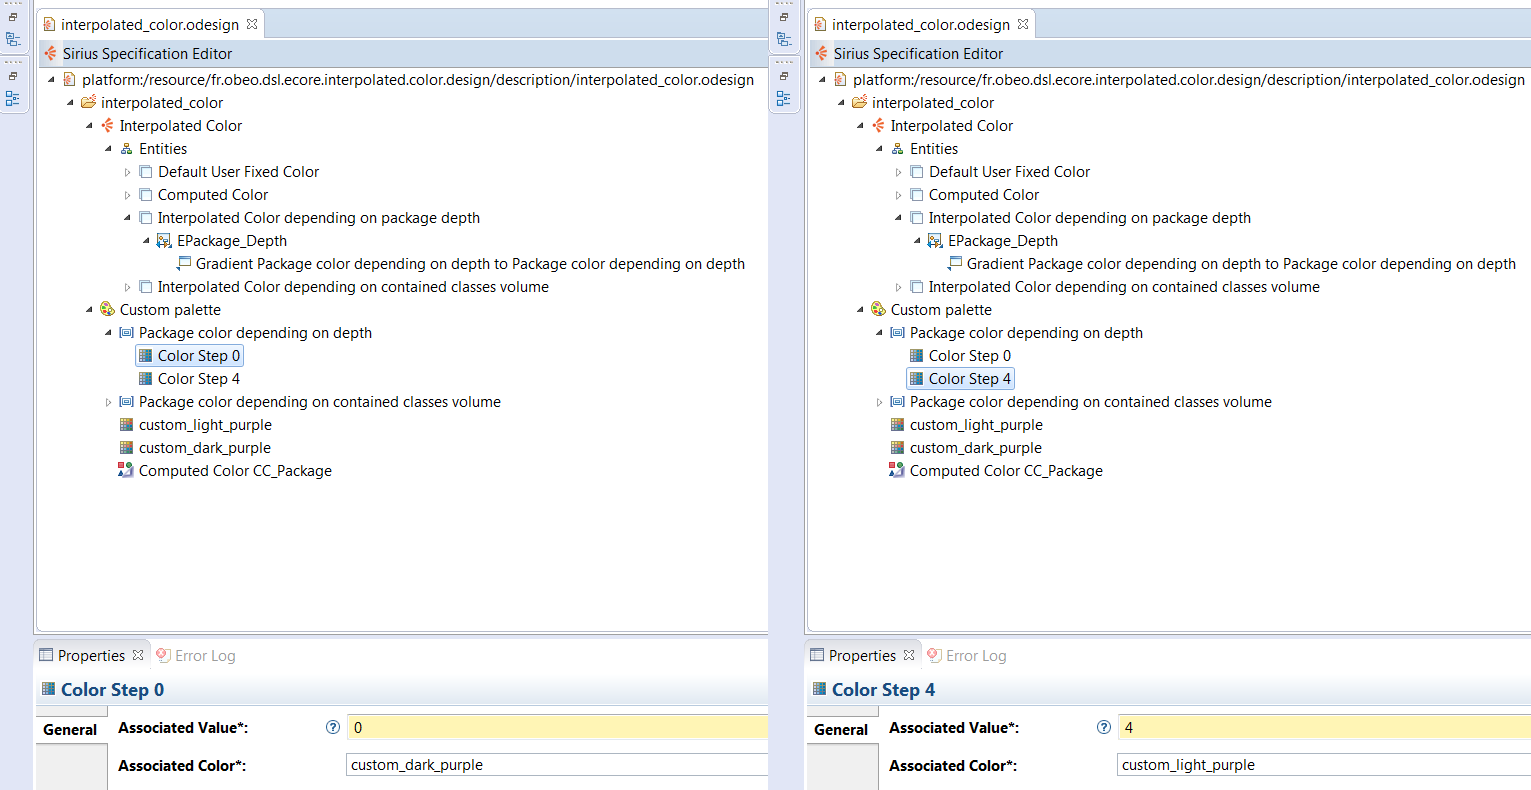 interpolated_color.odesign
Sirius Specification Editor
platform:/resource/fr.obeo.dsl.ecore.interpolated.color.design/description/interpolated_color.odesign
interpolated_color
Interpolated Color
Entities
Default User Fixed Color
Computed Color
Interpolated Color depending on package depth
EPackage_Depth
Gradient Package color depending on depth to Package color depending on depth
Interpolated Color depending on contained classes volume
Custom palette
Package color depending on depth
Color Step 0
Color Step 4
Package color depending on contained classes volume
custom_light_purple
custom_dark_purple
Computed Color CC_Package
Properties Error Log
Color Step 0
General
Associated Value*: ? 0
Associated Color*: custom_dark_purple
interpolated_color.odesign
Sirius Specification Editor
platform:/resource/fr.obeo.dsl.ecore.interpolated.color.design/description/interpolated_color.odesign
interpolated_color
Interpolated Color
Entities
Default User Fixed Color
Computed Color
Interpolated Color depending on package depth
EPackage_Depth
Gradient Package color depending on depth to Package color depending on depth
Interpolated Color depending on contained classes volume
Custom palette
Package color depending on depth
Color Step 0
Color Step 4
Package color depending on contained classes volume
custom_light_purple
custom_dark_purple
Computed Color CC_Package
Properties Error Log
Color Step 4
General
Associated Value*: ? 4
Associated Color*: custom_light_purple